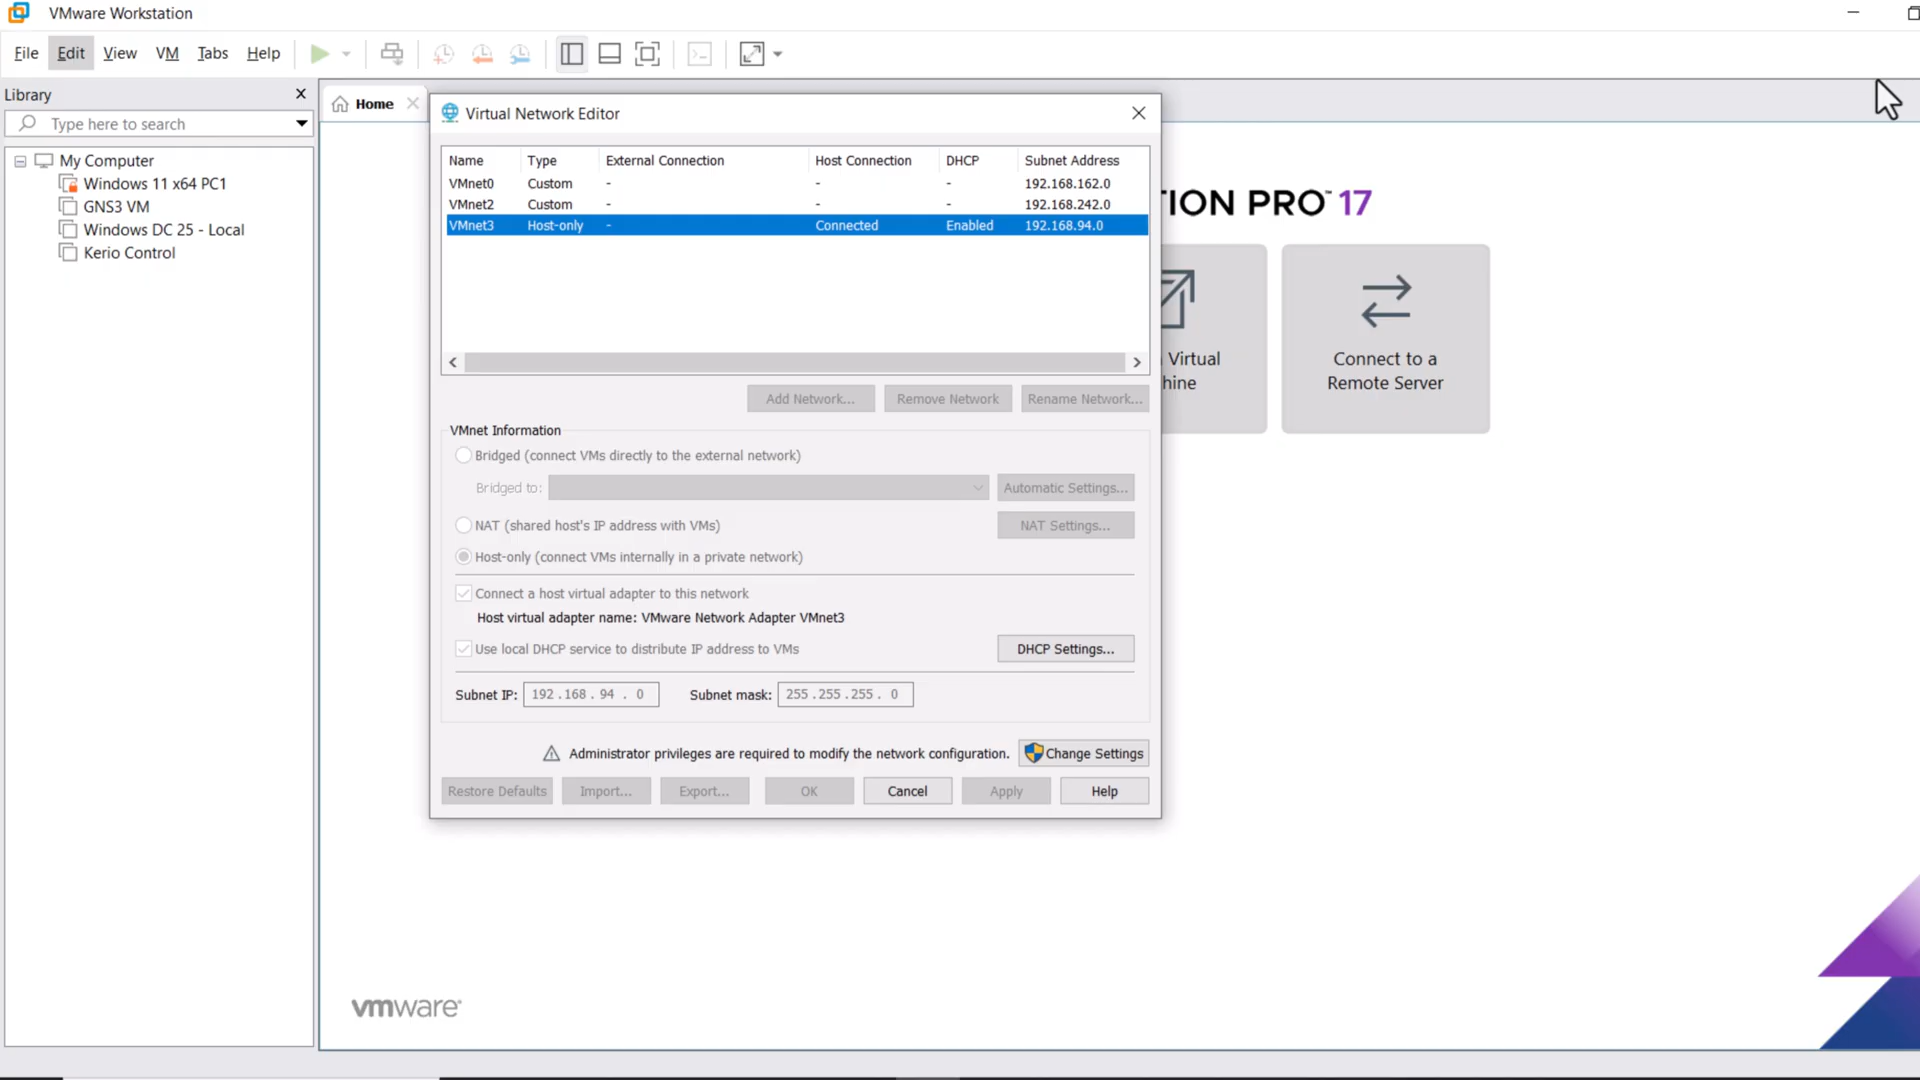 VMware Workstation
File Edit View VM Tabs Help
Library
Type here to search
My Computer
Windows 11 x64 PC1
GNS3 VM
Windows DC 25 - Local
Kerio Control
Home
Virtual Network Editor
Name Type External Connection Host Connection DHCP Subnet Address
VMnet0 Custom - - - 192.168.162.0
VMnet2 Custom - - - 192.168.242.0
VMnet3 Host-only - Connected Enabled 192.168.94.0
TION PRO™ 17
Virtual
hine
Connect to a
Remote Server
Add Network... Remove Network Rename Network...
VMnet Information
Bridged (connect VMs directly to the external network)
Bridged to: Automatic Settings...
NAT (shared host's IP address with VMs) NAT Settings...
Host-only (connect VMs internally in a private network)
Connect a host virtual adapter to this network
Host virtual adapter name: VMware Network Adapter VMnet3
Use local DHCP service to distribute IP address to VMs DHCP Settings...
Subnet IP: 192 . 168 . 94 . 0 Subnet mask: 255 . 255 . 255 . 0
Administrator privileges are required to modify the network configuration. Change Settings
Restore Defaults Import... Export... OK Cancel Apply Help
vmware®